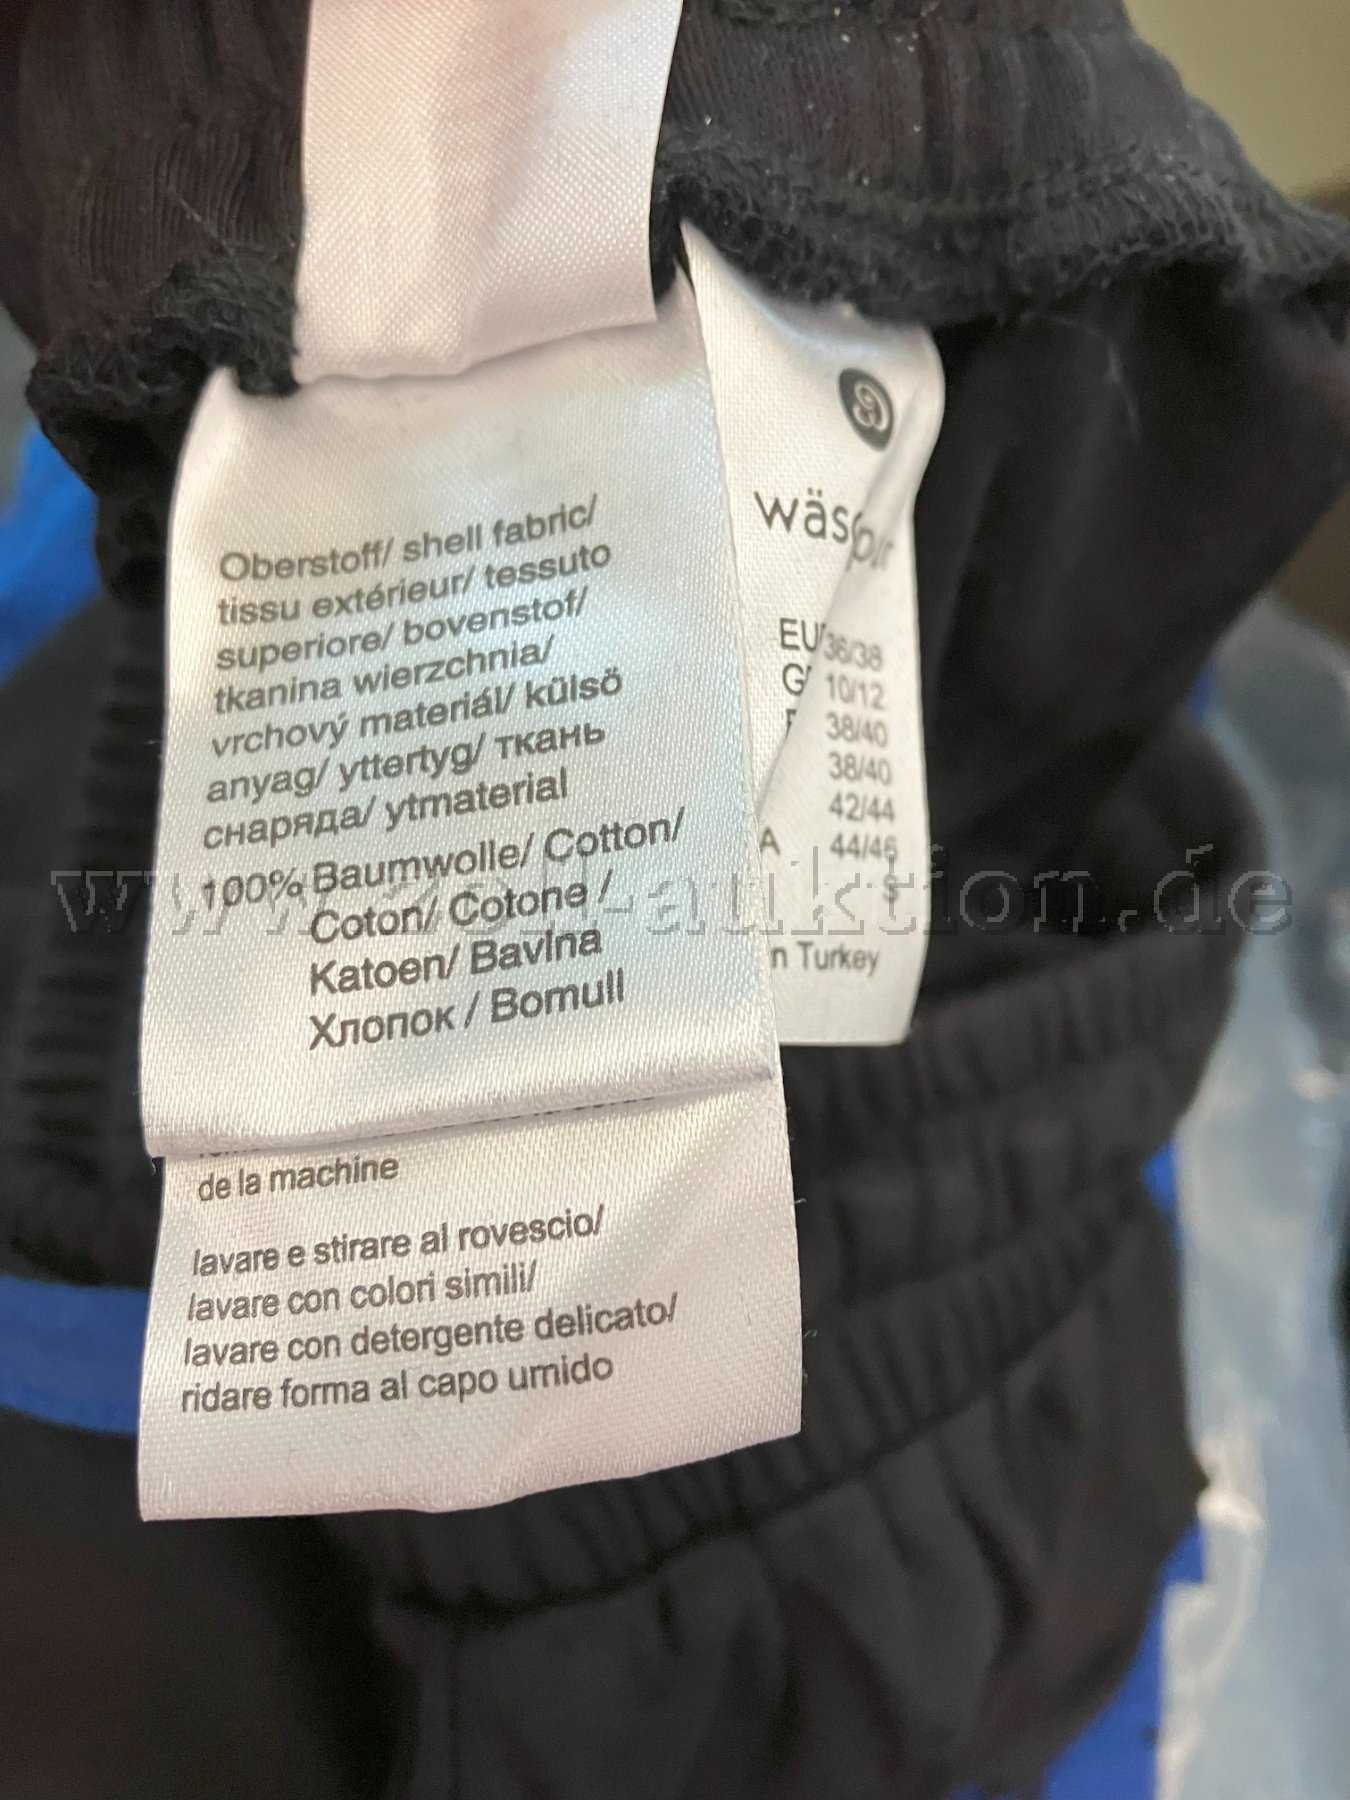 Oberstoff/ shell fabric/
tissu extérieur/ tessuto
superiore/ bovenstof/
tkanina wierzchnia/
vrchový materiál/ külső
anyag/ yttertyg/ ткань
снаряда/ ytmaterial
100% Baumwolle/ Cotton/
Coton/ Cotone /
Katoen/ Bavlna
Хлопок / Bomull
de la machine
lavare e stirare al rovescio/
lavare con colori simili/
lavare con detergente delicato/
ridare forma al capo umido
EU 36/38
10/12
38/40
38/40
42/44
A 44/46
S
n Turkey